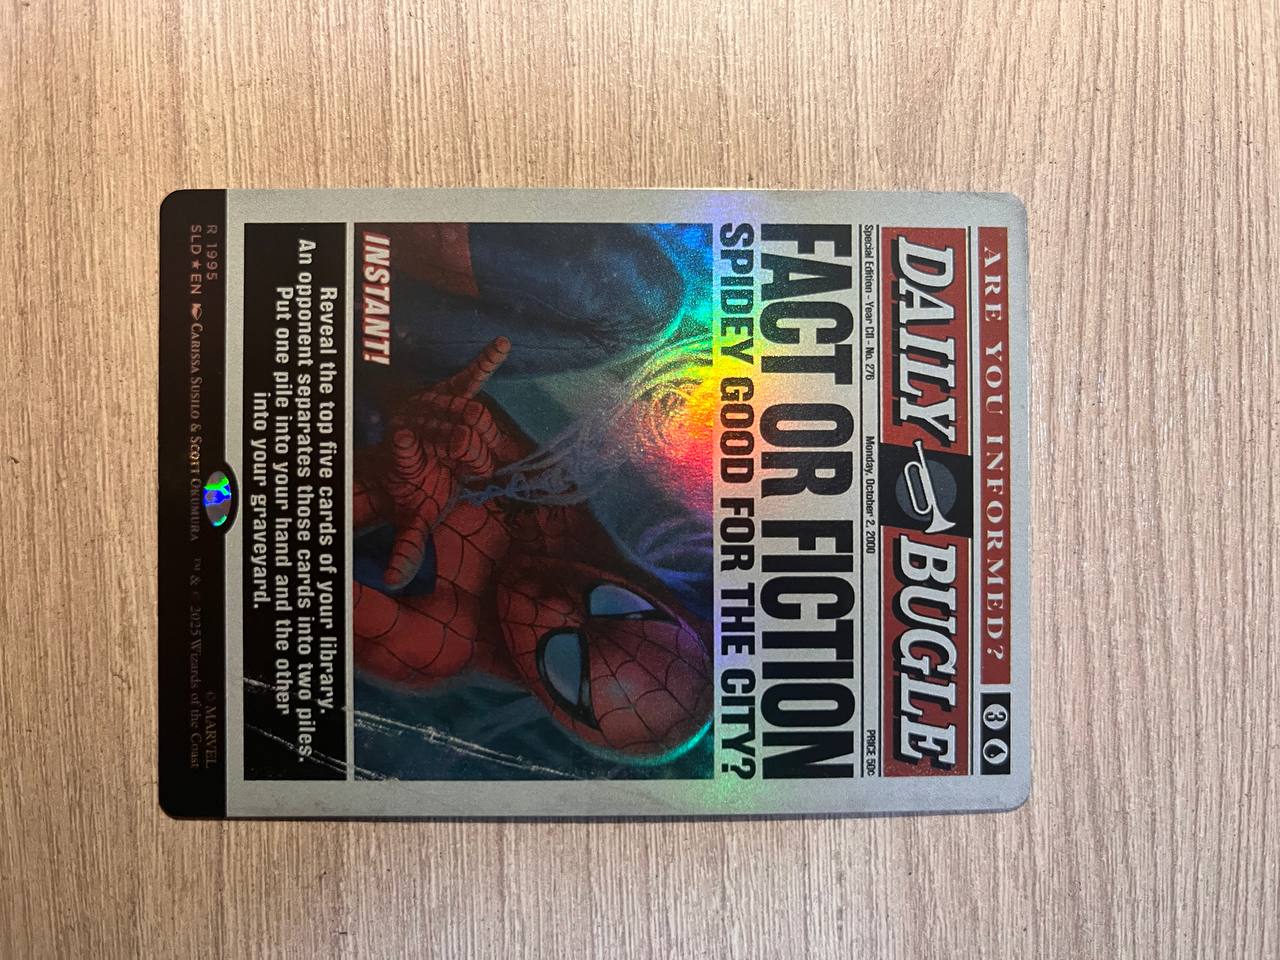 ARE YOU INFORMED? 3
DAILY BUGLE
Special Edition - Year CII - No. 276 Monday, October 2, 2000 PRICE 50¢
FACT OR FICTION
SPIDEY GOOD FOR THE CITY?
INSTANT!
Reveal the top five cards of your library.
An opponent separates those cards into two piles.
Put one pile into your hand and the other
into your graveyard.
R 1995 © MARVEL
SLD★EN CARISSA SUSILO & SCOTT OKUMURA ™ & © 2025 Wizards of the Coast